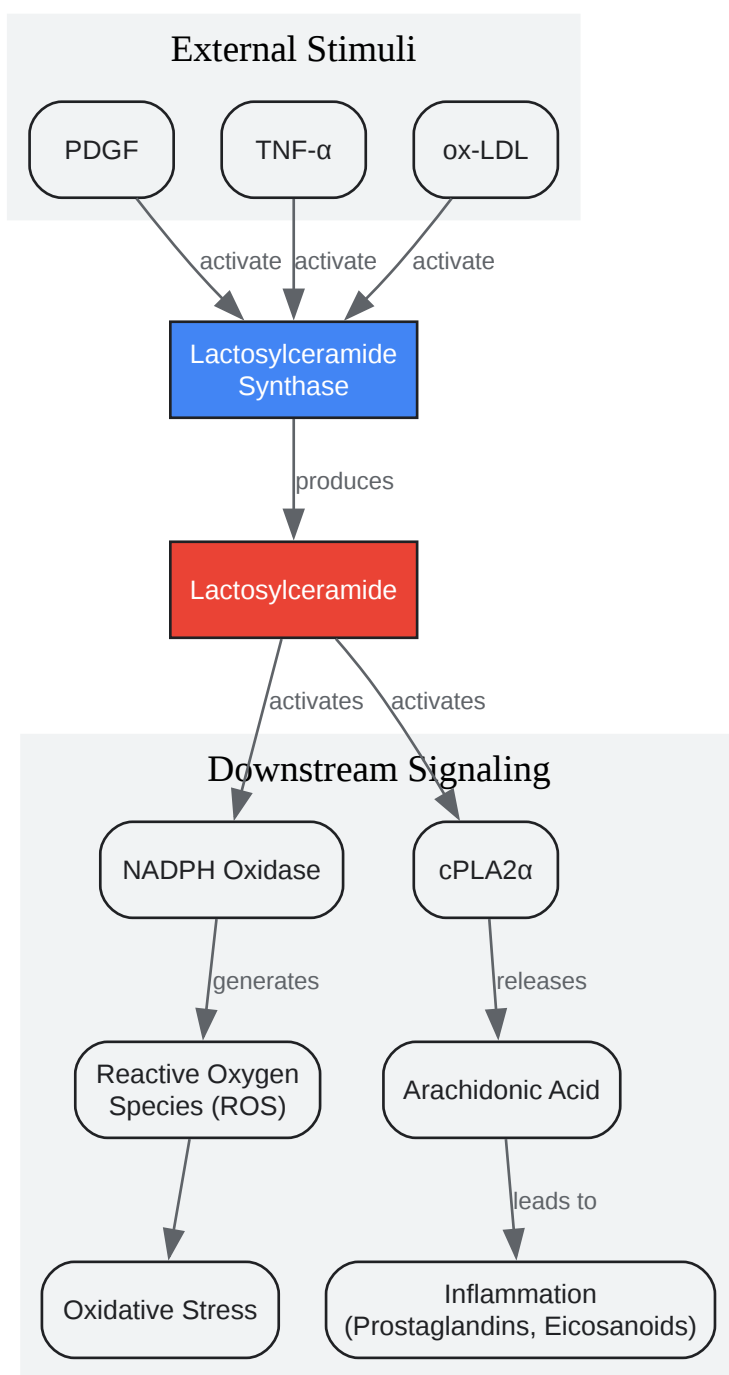 External Stimuli
PDGF
TNF-α
ox-LDL
activate
activate
activate
Lactosylceramide
Synthase
produces
Lactosylceramide
activates
activates
Downstream Signaling
NADPH Oxidase
cPLA2α
generates
releases
Reactive Oxygen
Species (ROS)
Arachidonic Acid
leads to
Oxidative Stress
Inflammation
(Prostaglandins, Eicosanoids)